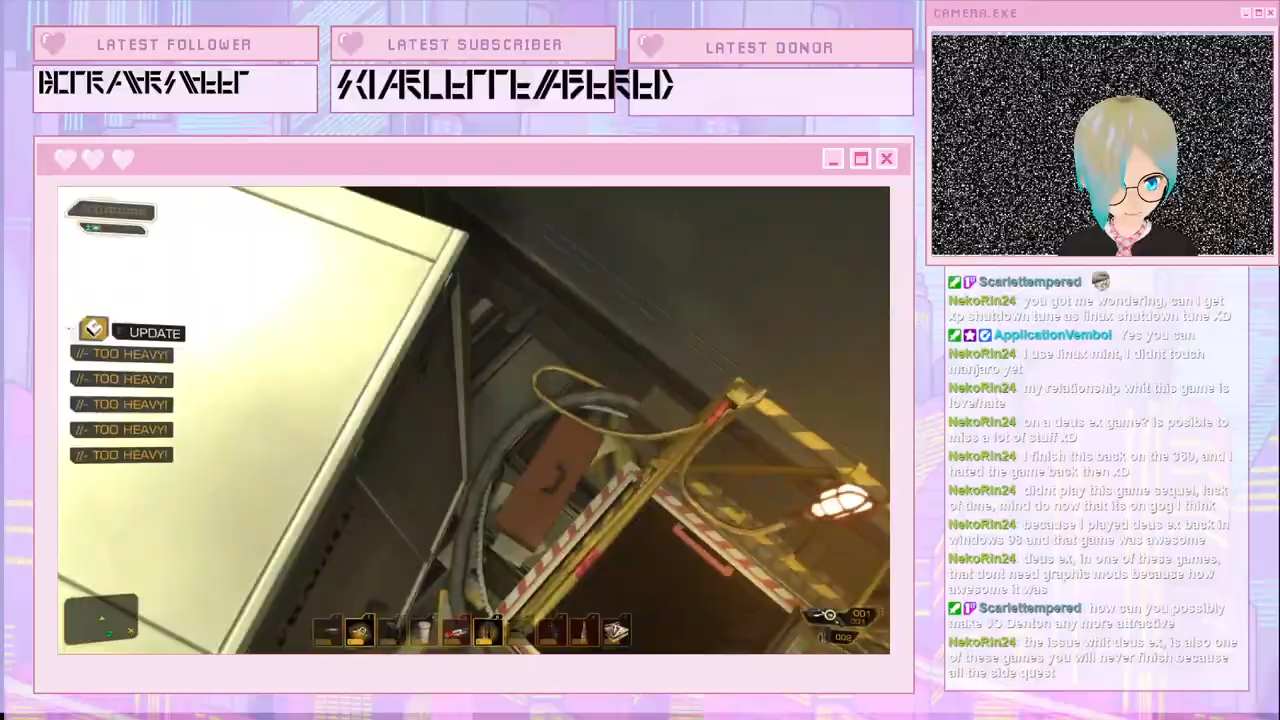 CAMERA.EXE
LATEST FOLLOWER
LATEST SUBSCRIBER
LATEST DONOR
UPDATE
//- TOO HEAVY!
//- TOO HEAVY!
//- TOO HEAVY!
//- TOO HEAVY!
//- TOO HEAVY!
001
001
002
Scarlettempered
NekoRin24 you got me wondering, can I get
xp shutdown tune as linux shutdown tune XD
ApplicationVembol Yes you can
NekoRin24 I use linux mint, I didnt touch
manjaro yet
NekoRin24 my relationship whit this game is
love/hate
NekoRin24 on a deus ex game? is posible to
miss a lot of stuff XD
NekoRin24 I finish this back on the 360, and I
hated the game back then XD
NekoRin24 didnt play this game sequel, lack
of time, mind do now that its on gog I think
NekoRin24 because I played deus ex back in
windows 98 and that game was awesome
NekoRin24 deus ex, in one of these games,
that dont need graphic mods because how
awesome it was
Scarlettempered how can you possibly
make JC Denton any more attractive
NekoRin24 the issue whit deus ex, is also one
of these games you will never finish because
all the side quest